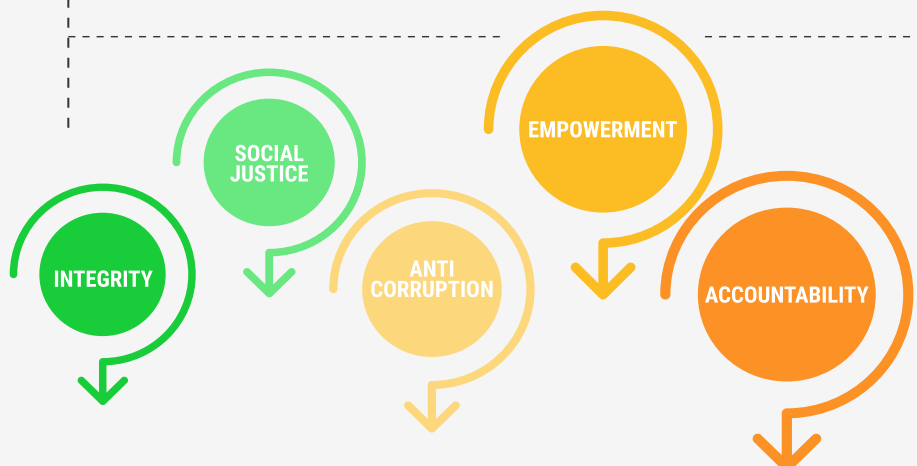 INTEGRITY
SOCIAL
JUSTICE
ANTI
CORRUPTION
EMPOWERMENT
ACCOUNTABILITY